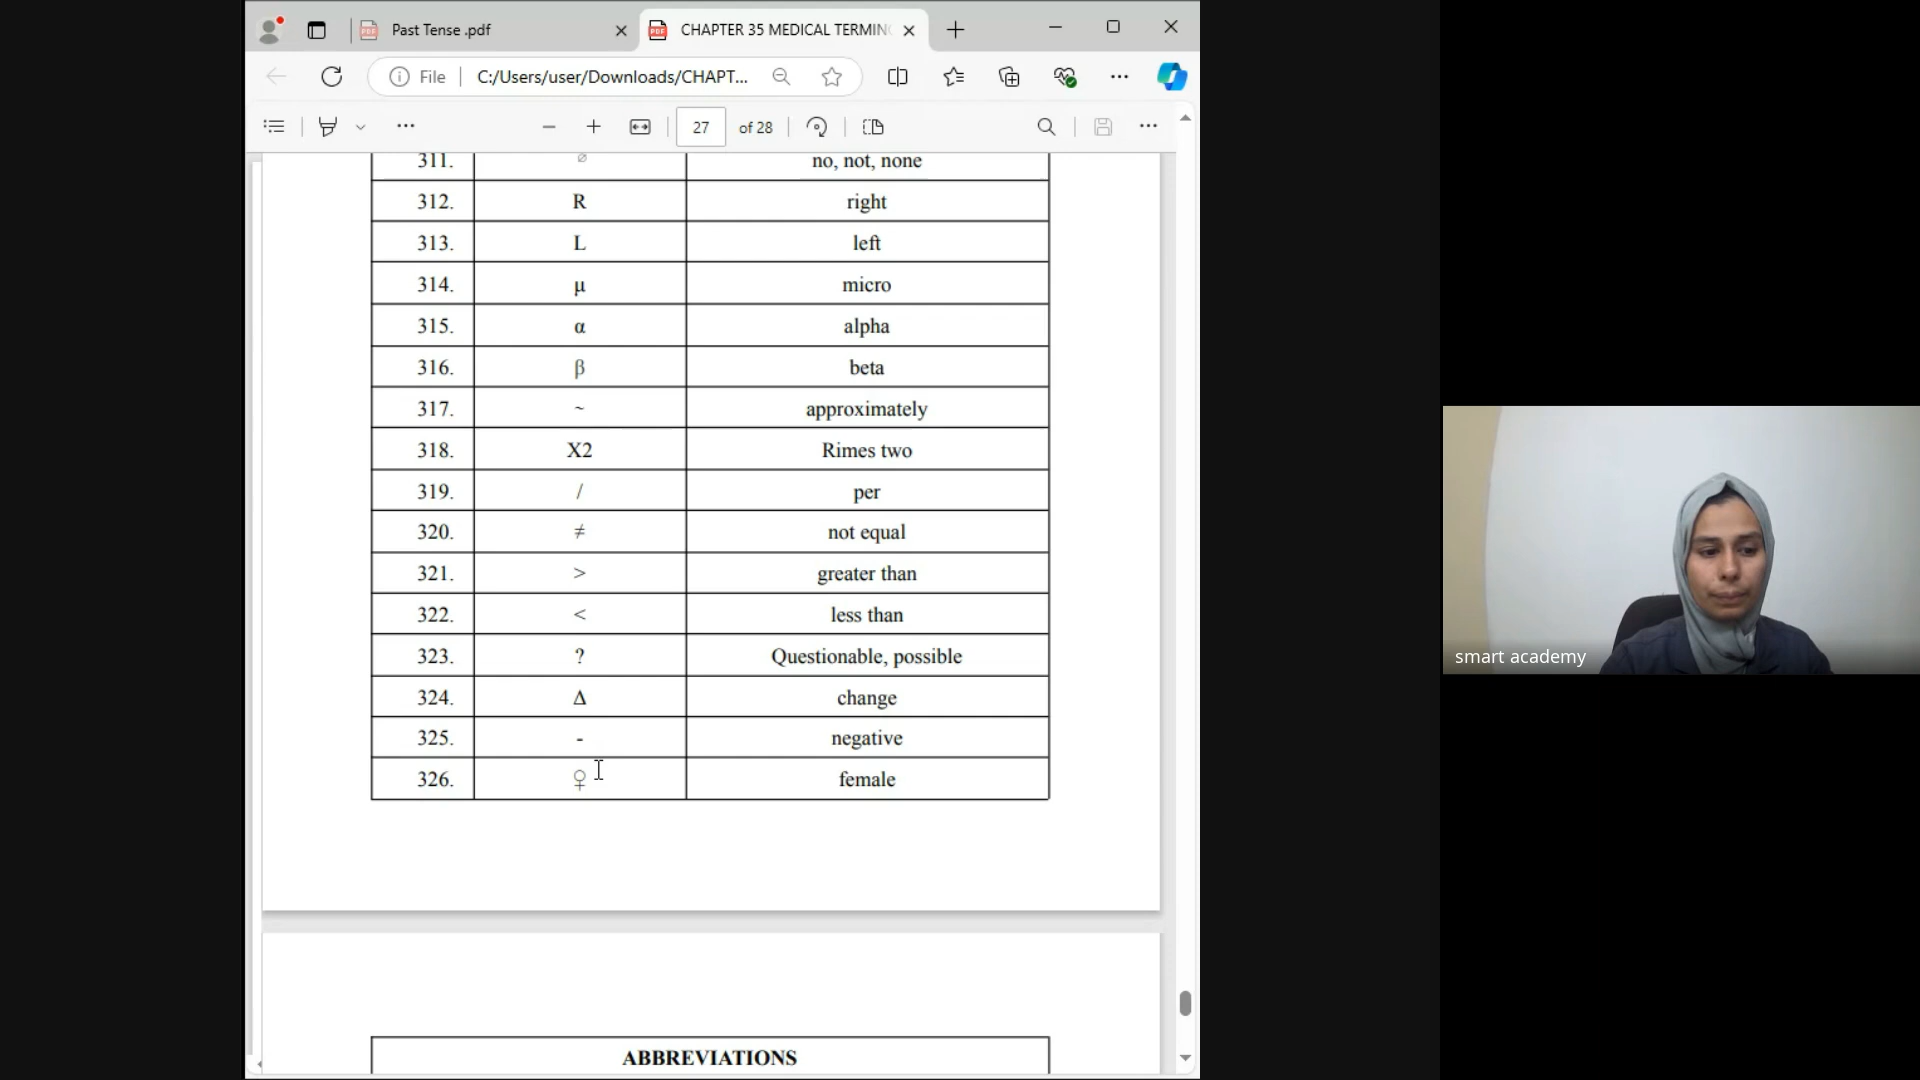 Past Tense .pdf
CHAPTER 35 MEDICAL TERMIN
File
C:/Users/user/Downloads/CHAPT...
27 of 28
311. ∅ no, not, none
312. R right
313. L left
314. μ micro
315. α alpha
316. β beta
317. ~ approximately
318. X2 Rimes two
319. / per
320. ≠ not equal
321. > greater than
322. < less than
323. ? Questionable, possible
324. Δ change
325. - negative
326. ♀ female
ABBREVIATIONS
smart academy